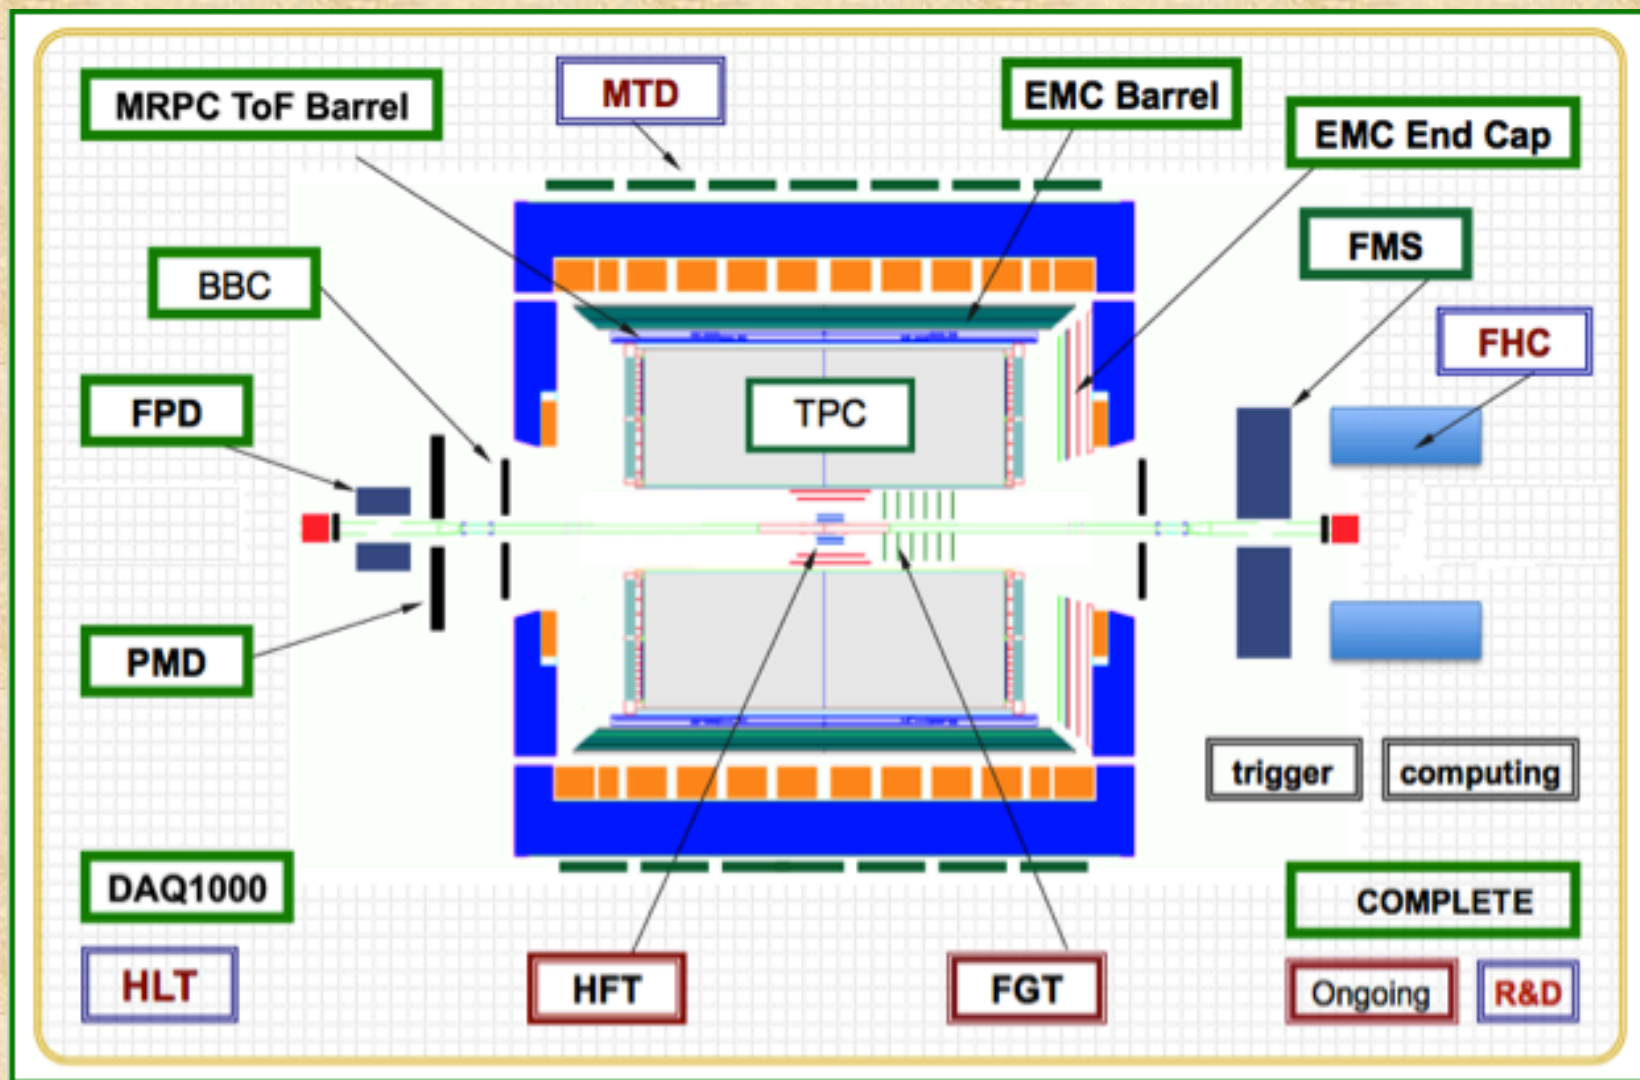 MRPC ToF Barrel
MTD
EMC Barrel
EMC End Cap
BBC
FMS
FHC
FPD
TPC
PMD
trigger
computing
DAQ1000
COMPLETE
HLT
HFT
FGT
Ongoing
R&D